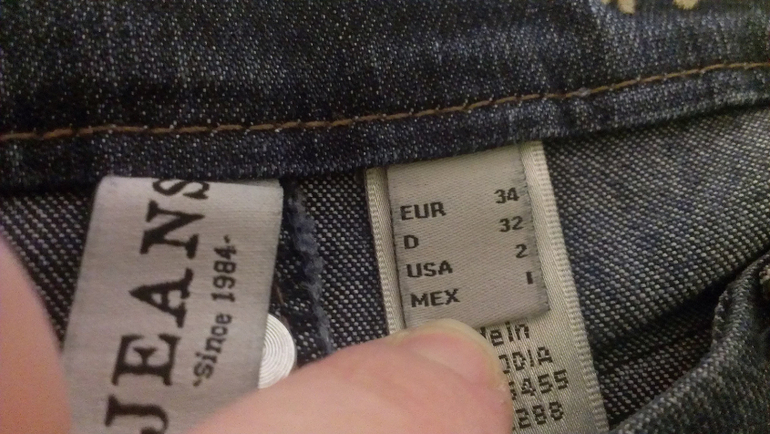 JEANS
-since 1984-
EUR 34
D 32
USA 2
MEX 1